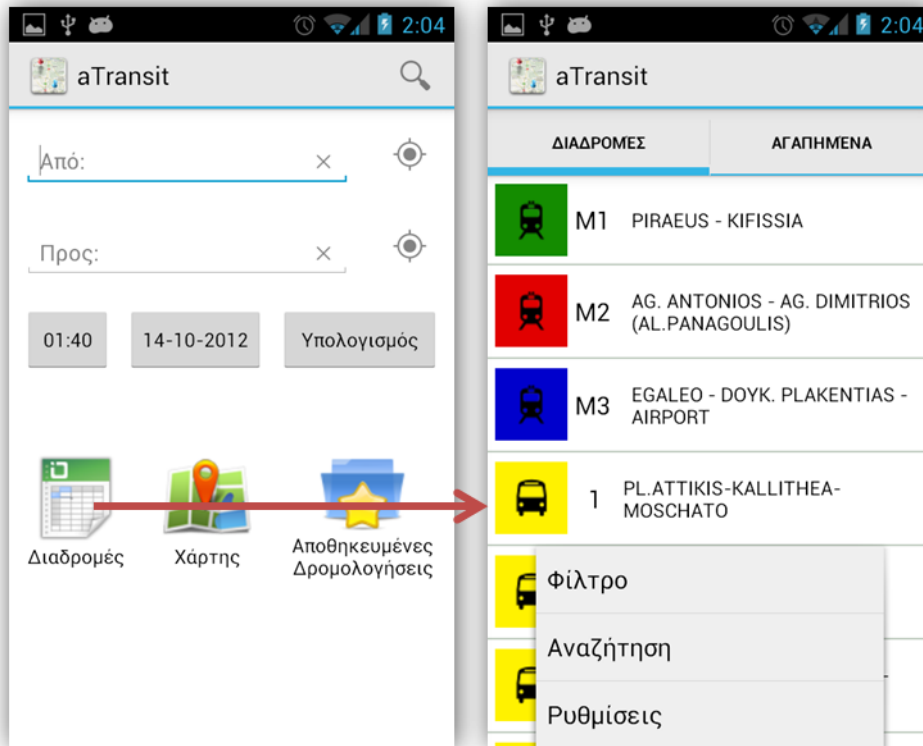 2:04
aTransit
Από:
Προς:
01:40
14-10-2012
Υπολογισμός
Διαδρομές
Χάρτης
Αποθηκευμένες
Δρομολογήσεις
2:04
aTransit
ΔΙΑΔΡΟΜΈΣ
ΑΓΑΠΗΜΈΝΑ
M1 PIRAEUS - KIFISSIA
M2 AG. ANTONIOS - AG. DIMITRIOS
(AL.PANAGOULIS)
M3 EGALEO - DOYK. PLAKENTIAS -
AIRPORT
1 PL.ATTIKIS-KALLITHEA-
MOSCHATO
Φίλτρο
Αναζήτηση
Ρυθμίσεις